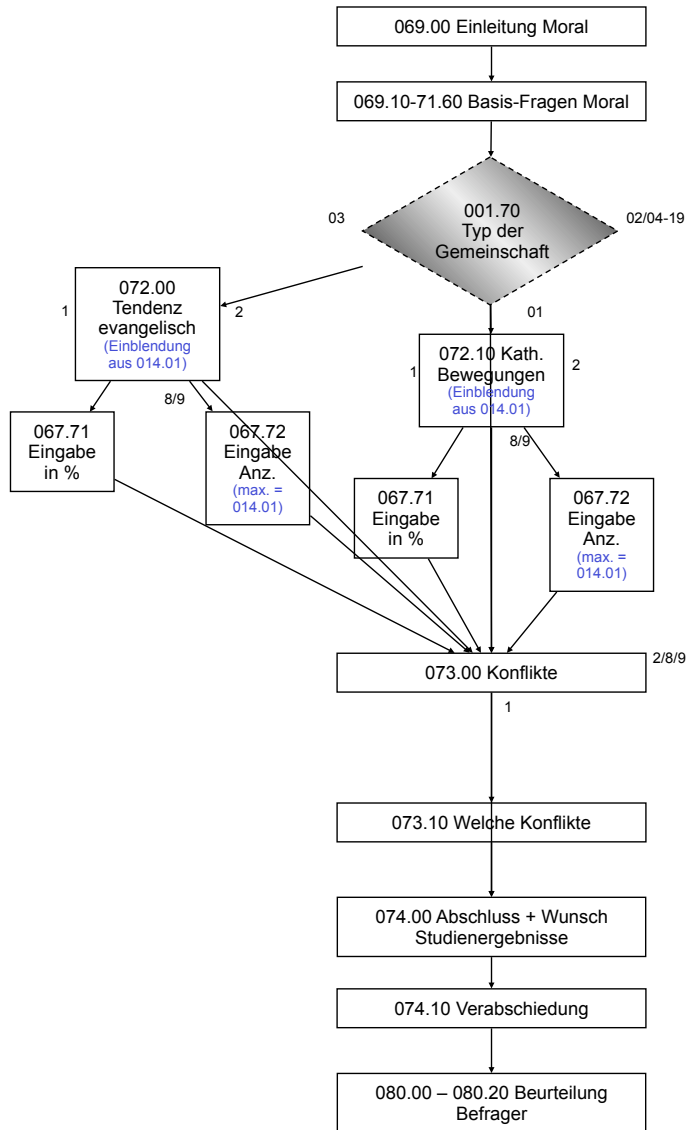 069.00 Einleitung Moral
069.10-71.60 Basis-Fragen Moral
03
001.70
Typ der
Gemeinschaft
02/04-19
01
1
072.00
Tendenz
evangelisch
(Einblendung
aus 014.01)
2
1
072.10 Kath.
Bewegungen
(Einblendung
aus 014.01)
2
8/9
8/9
067.71
Eingabe
in %
067.72
Eingabe
Anz.
(max. =
014.01)
067.71
Eingabe
in %
067.72
Eingabe
Anz.
(max. =
014.01)
073.00 Konflikte
2/8/9
1
073.10 Welche Konflikte
074.00 Abschluss + Wunsch
Studienergebnisse
074.10 Verabschiedung
080.00 – 080.20 Beurteilung
Befrager